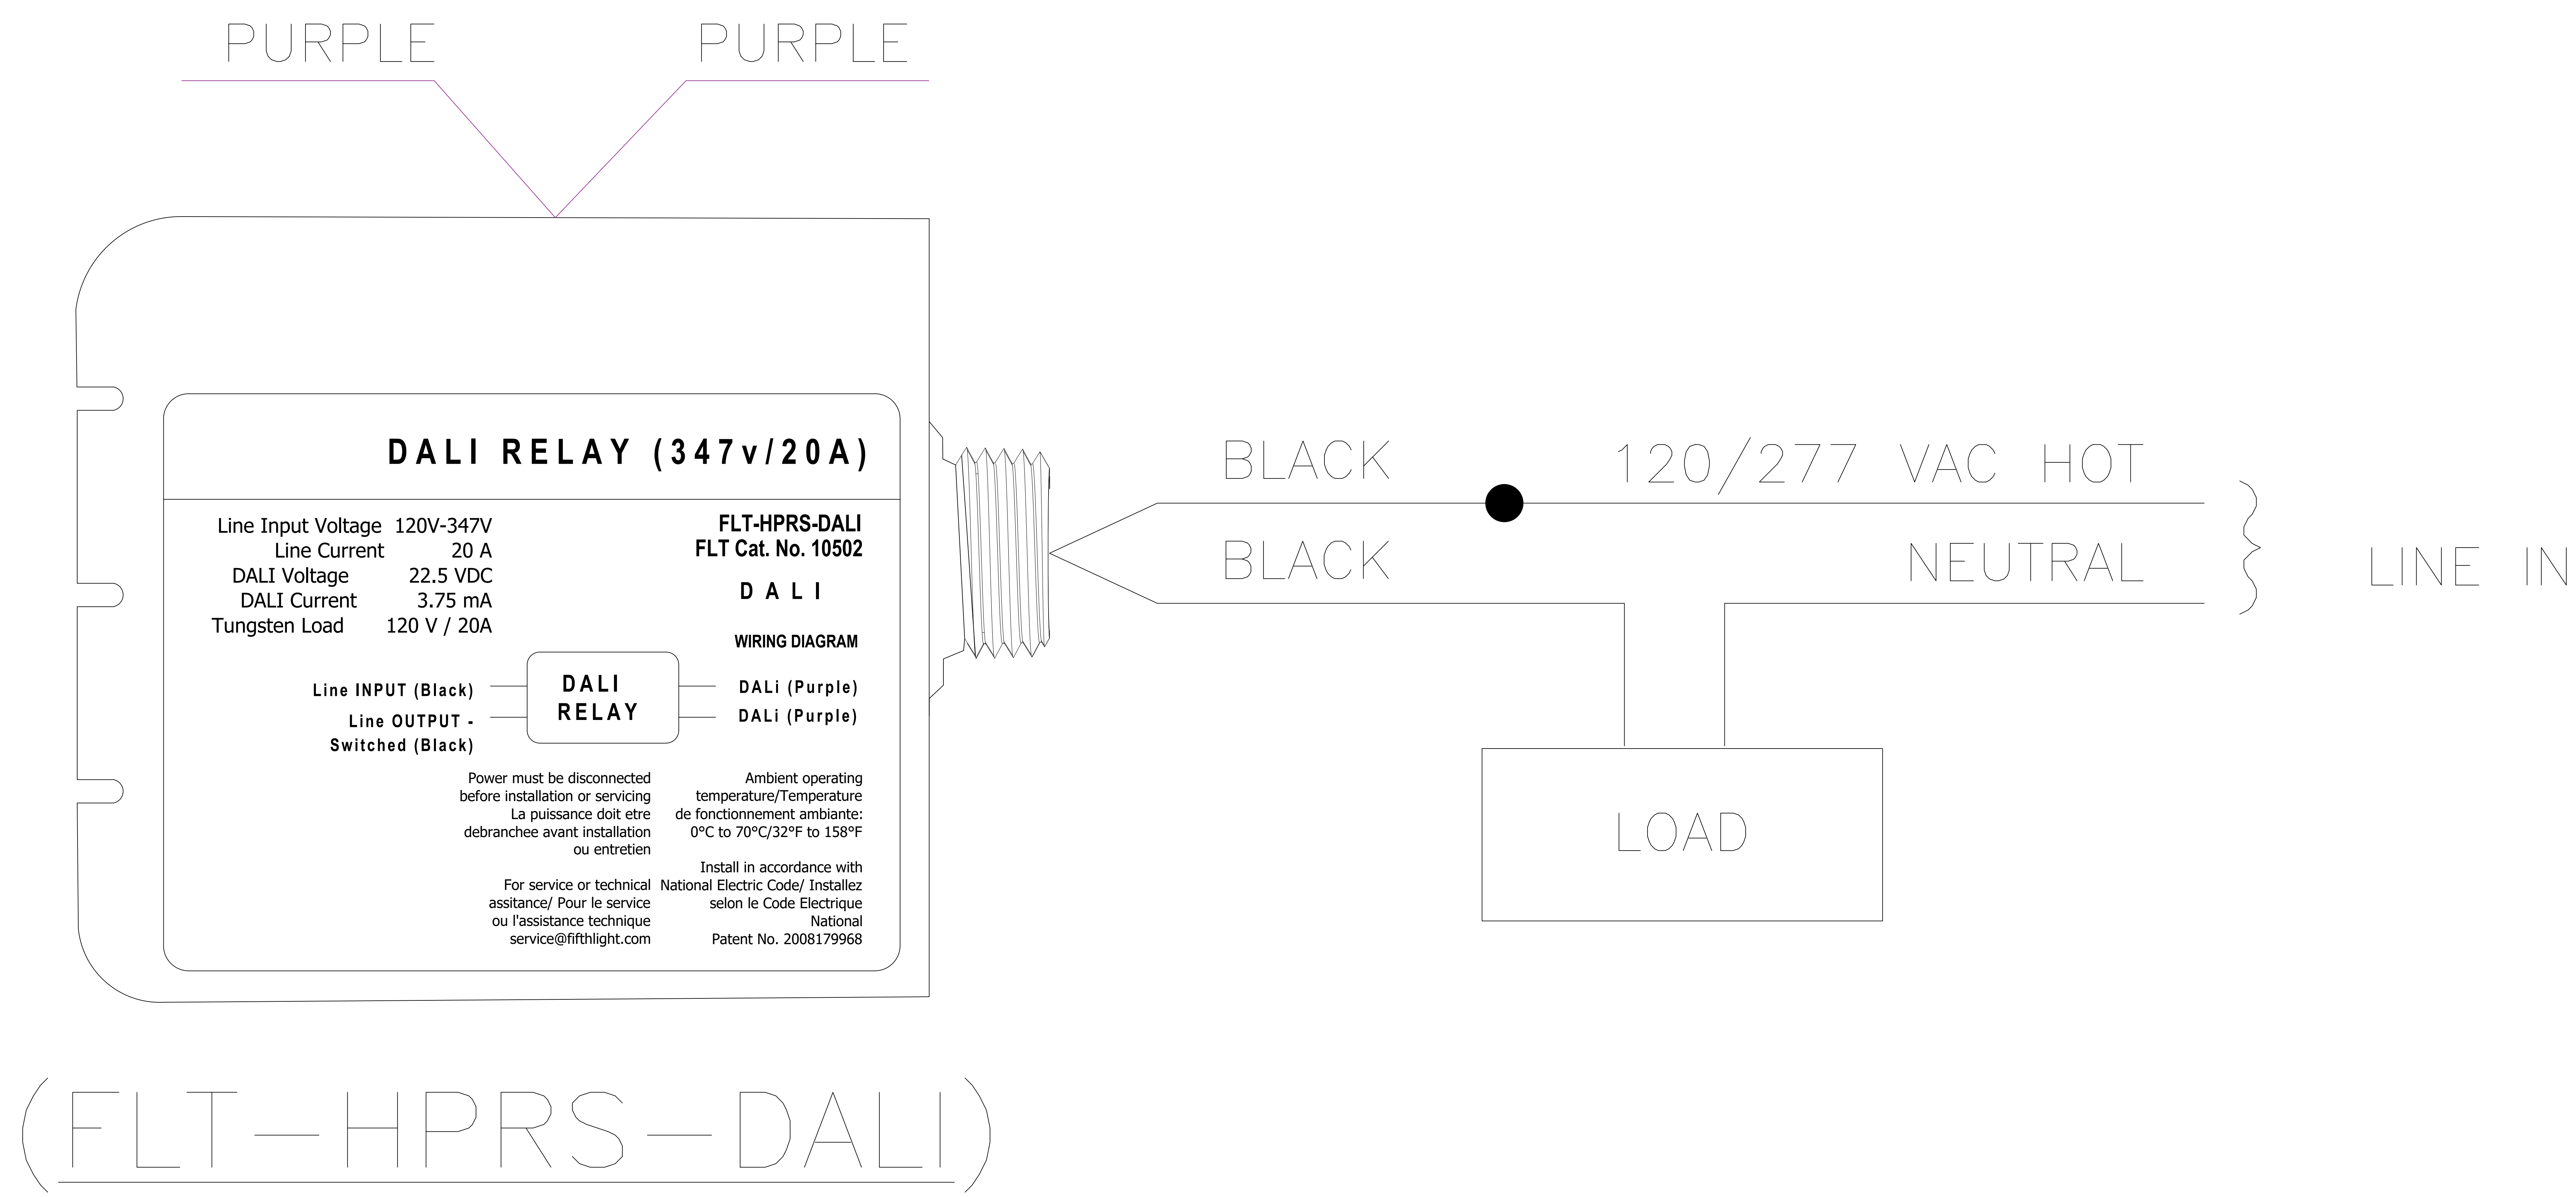 PURPLE PURPLE
DALI RELAY (347v/20A)
Line Input Voltage 120V-347V
Line Current 20 A
DALI Voltage 22.5 VDC
DALI Current 3.75 mA
Tungsten Load 120 V / 20A
FLT-HPRS-DALI
FLT Cat. No. 10502
DALI
WIRING DIAGRAM
Line INPUT (Black)
Line OUTPUT -
Switched (Black)
DALI
RELAY
DALi (Purple)
DALi (Purple)
Power must be disconnected
before installation or servicing
La puissance doit etre
debranchee avant installation
ou entretien
For service or technical
assitance/ Pour le service
ou l'assistance technique
service@fifthlight.com
Ambient operating
temperature/Temperature
de fonctionnement ambiante:
0°C to 70°C/32°F to 158°F
Install in accordance with
National Electric Code/ Installez
selon le Code Electrique
National
Patent No. 2008179968
BLACK 120/277 VAC HOT
BLACK NEUTRAL
LINE IN
LOAD
(FLT-HPRS-DALI)